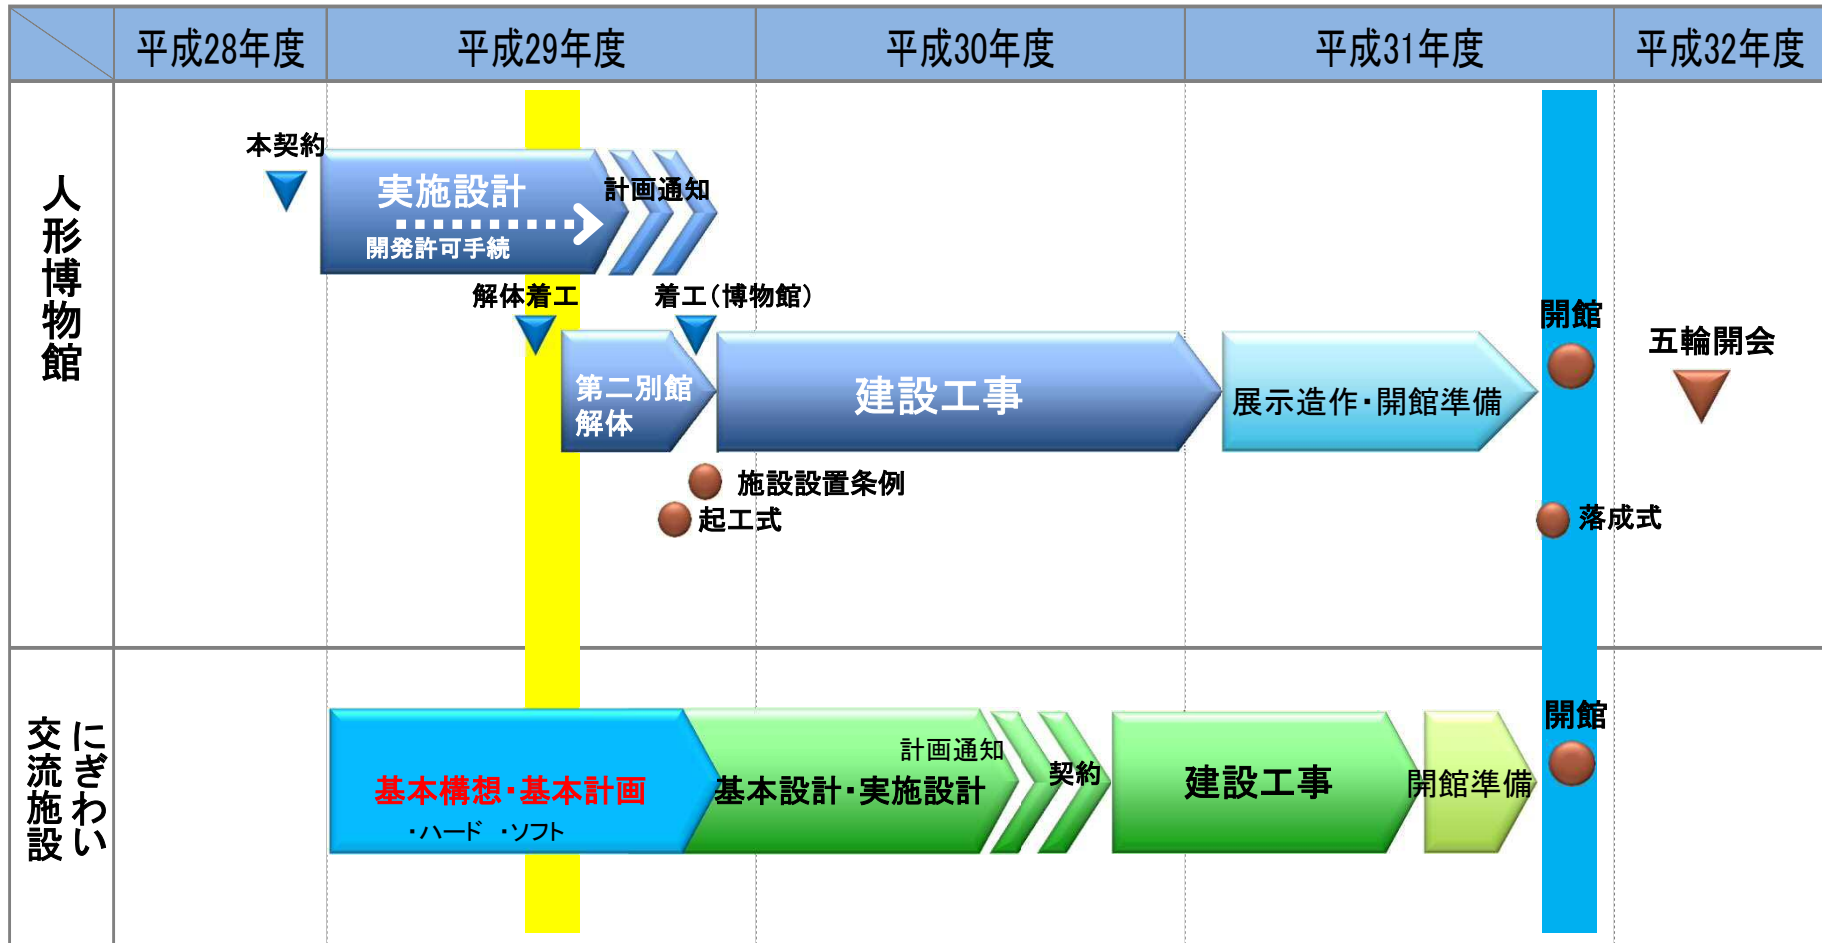 平成28年度
平成29年度
平成30年度
平成31年度
平成32年度
人形博物館
本契約
実施設計
開発許可手続
計画通知
解体着工
着工(博物館)
第二別館
解体
建設工事
展示造作・開館準備
開館
五輪開会
施設設置条例
起工式
落成式
にぎわい
交流施設
基本構想・基本計画
・ハード ・ソフト
計画通知
基本設計・実施設計
契約
建設工事
開館準備
開館